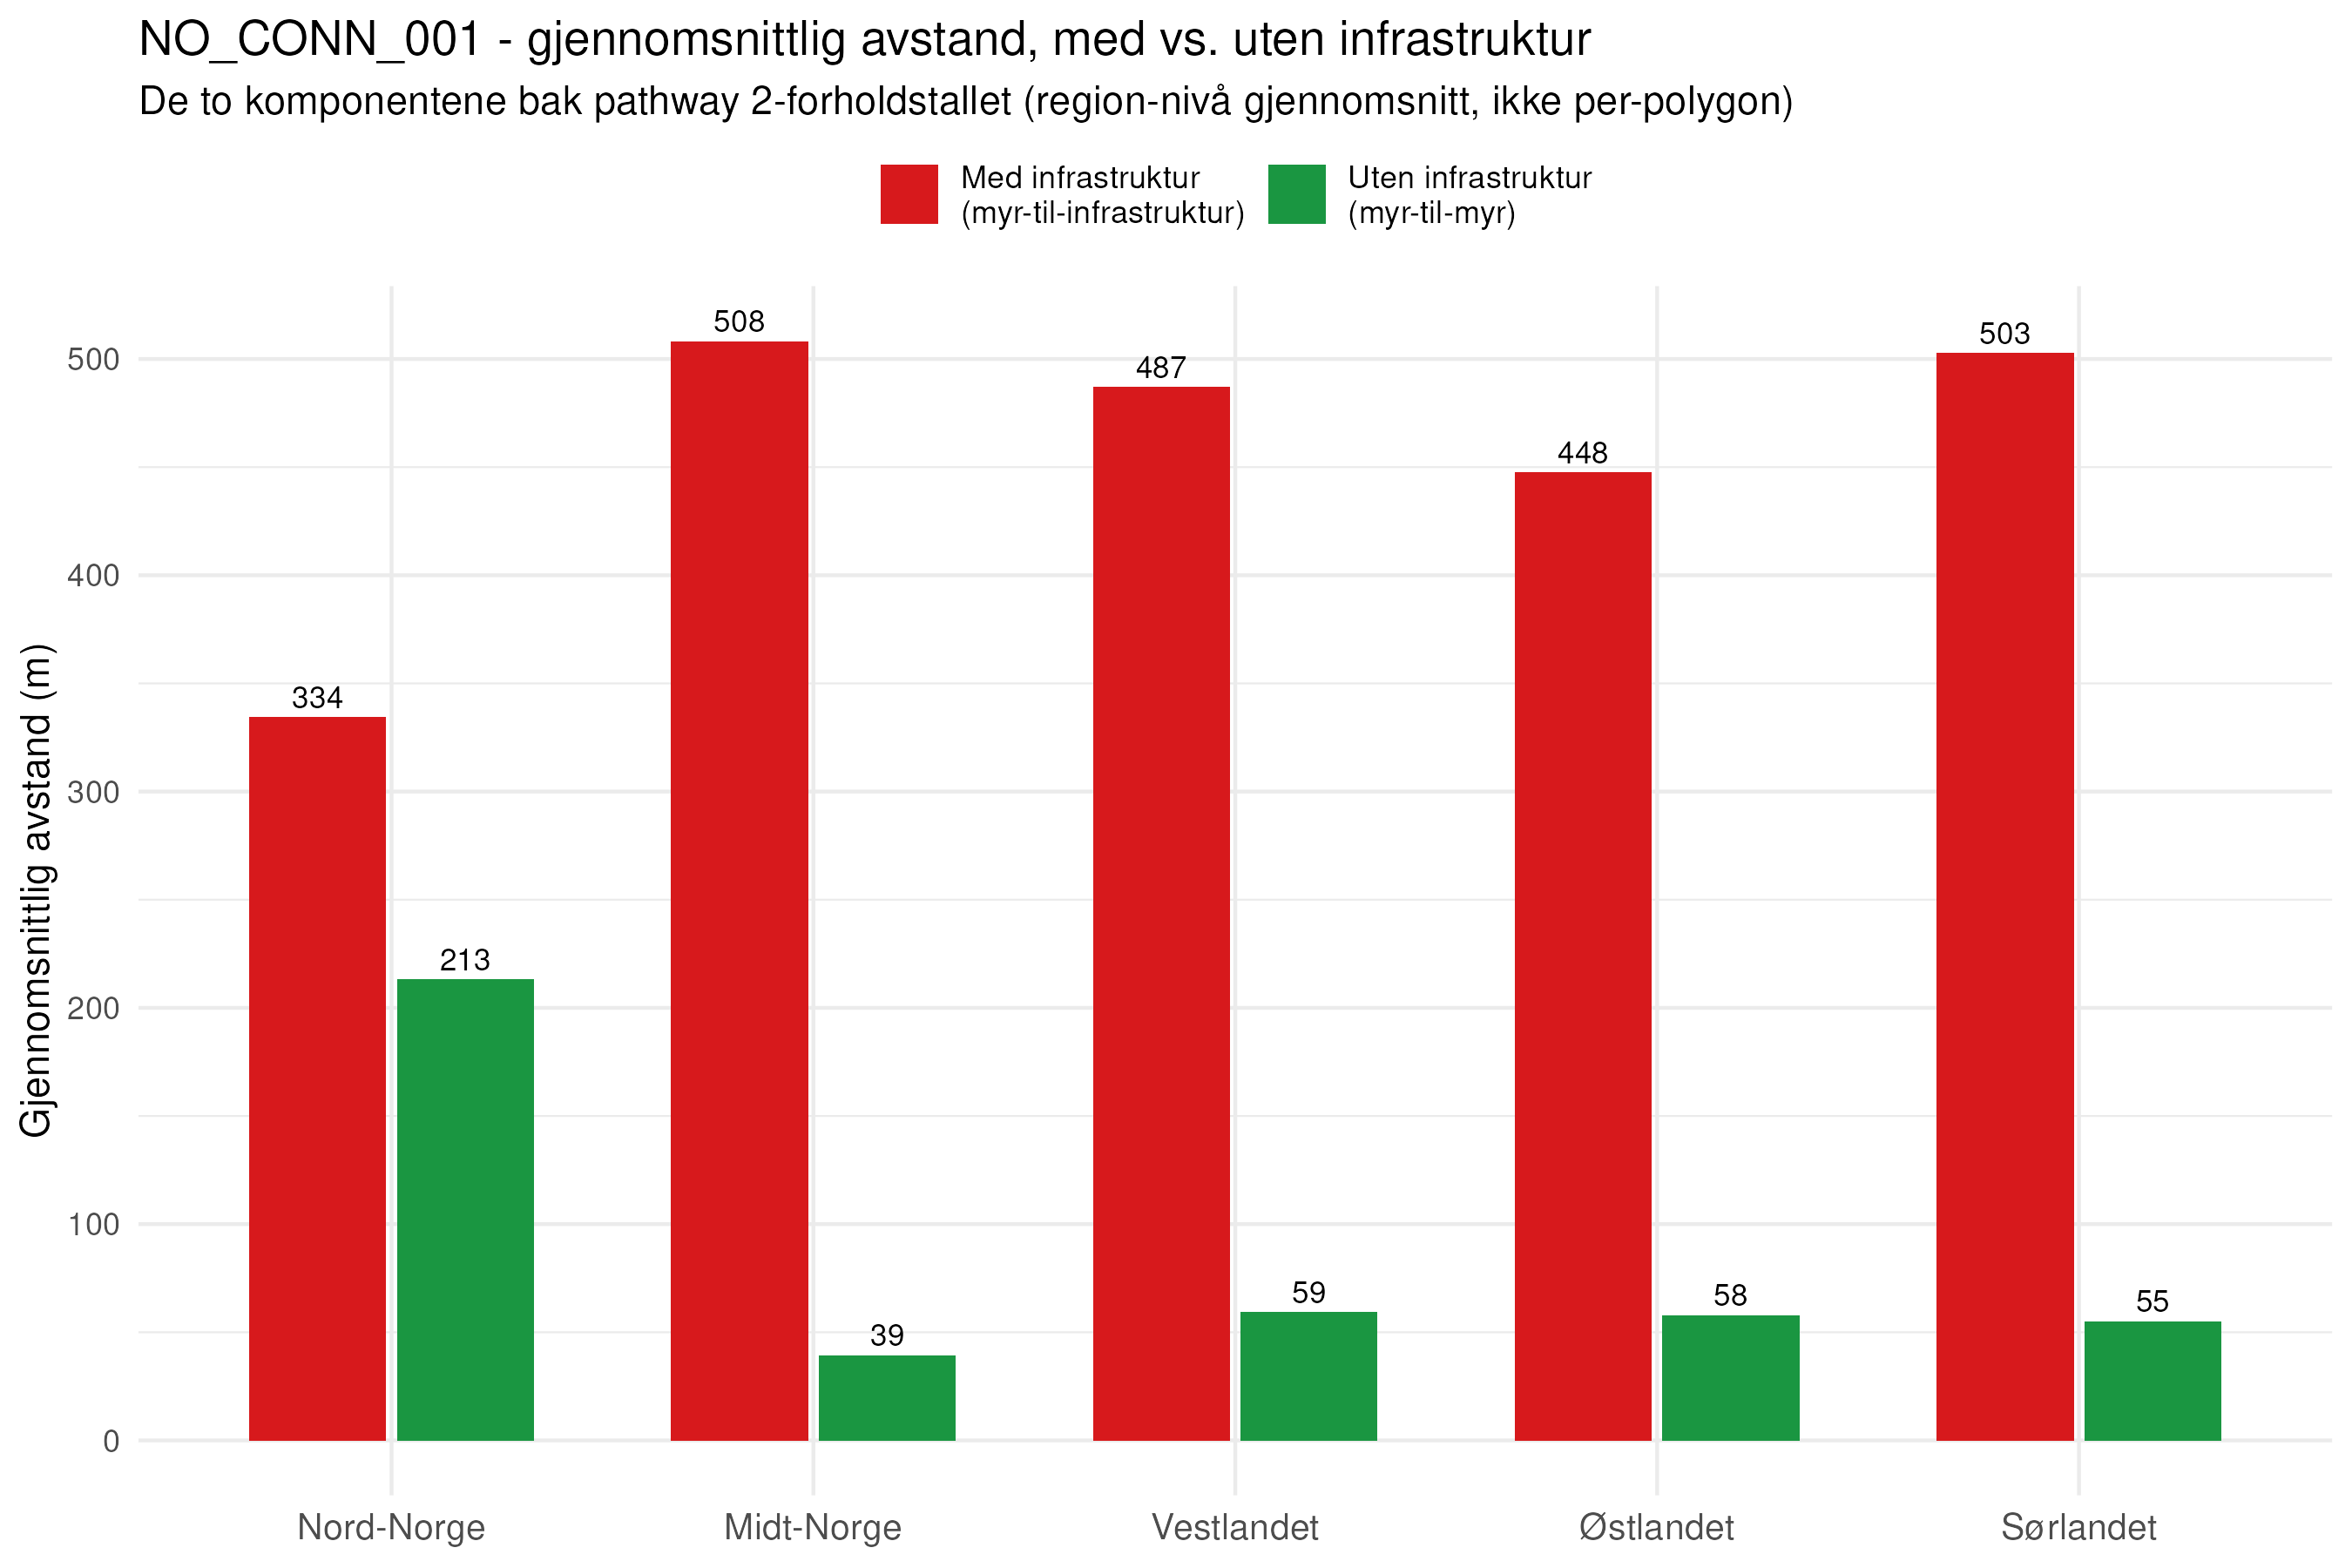 NO_CONN_001 - gjennomsnittlig avstand, med vs. uten infrastruktur
De to komponentene bak pathway 2-forholdstallet (region-nivå gjennomsnitt, ikke per-polygon)
Med infrastruktur
(myr-til-infrastruktur)
Uten infrastruktur
(myr-til-myr)
Gjennomsnittlig avstand (m)
500
400
300
200
100
0
334
213
508
39
487
59
448
58
503
55
Nord-Norge
Midt-Norge
Vestlandet
Østlandet
Sørlandet